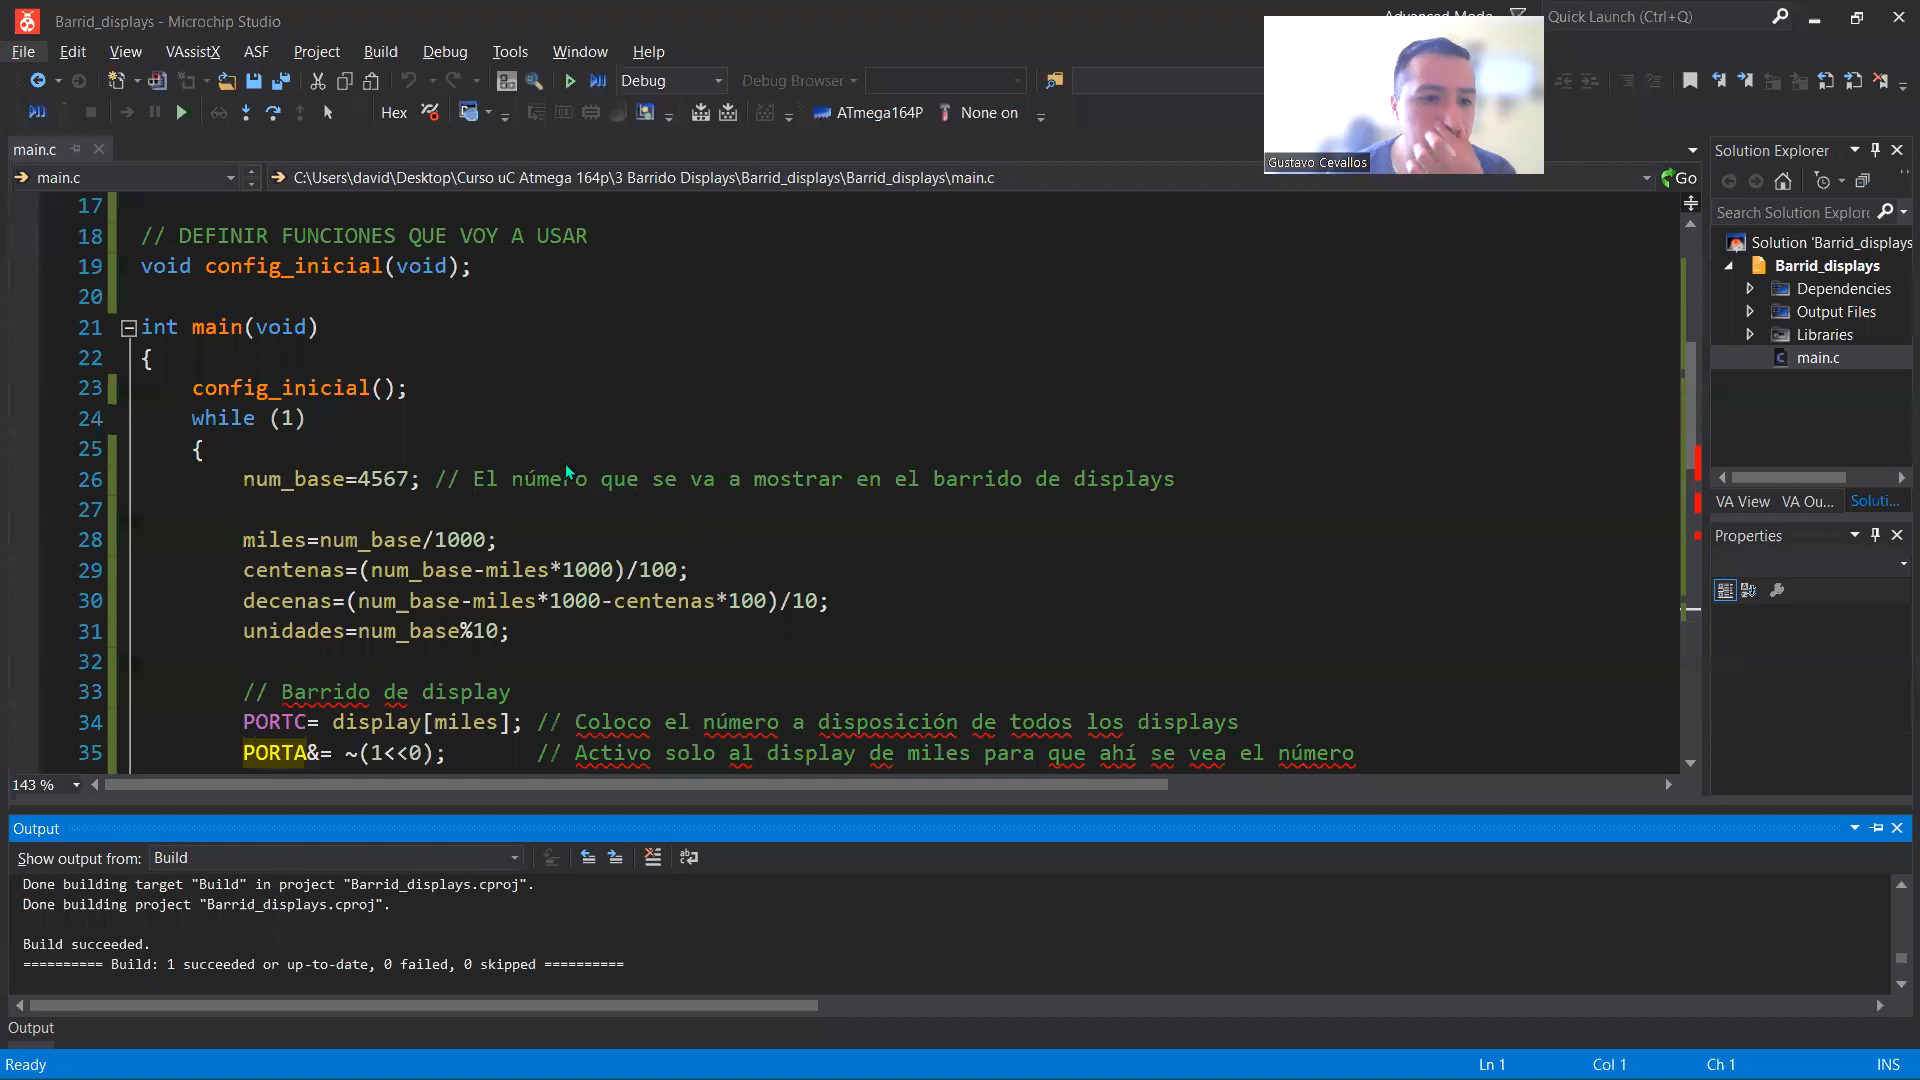 Barrid_displays - Microchip Studio
Quick Launch (Ctrl+Q)
File Edit View VAssistX ASF Project Build Debug Tools Window Help
Debug Debug Browser
Hex ATmega164P None on
Gustavo Cevallos
main.c
main.c C:\Users\david\Desktop\Curso uC Atmega 164p\3 Barrido Displays\Barrid_displays\Barrid_displays\main.c Go
17
18 // DEFINIR FUNCIONES QUE VOY A USAR
19 void config_inicial(void);
20
21 int main(void)
22 {
23 config_inicial();
24 while (1)
25 {
26 num_base=4567; // El número que se va a mostrar en el barrido de displays
27
28 miles=num_base/1000;
29 centenas=(num_base-miles*1000)/100;
30 decenas=(num_base-miles*1000-centenas*100)/10;
31 unidades=num_base%10;
32
33 // Barrido de display
34 PORTC= display[miles]; // Coloco el número a disposición de todos los displays
35 PORTA&= ~(1<<0); // Activo solo al display de miles para que ahí se vea el número
143 %
Solution Explorer
Search Solution Explor
Solution 'Barrid_displays
Barrid_displays
Dependencies
Output Files
Libraries
main.c
VA View VA Ou... Soluti...
Properties
Output
Show output from: Build
Done building target "Build" in project "Barrid_displays.cproj".
Done building project "Barrid_displays.cproj".
Build succeeded.
========== Build: 1 succeeded or up-to-date, 0 failed, 0 skipped ==========
Output
Ready Ln 1 Col 1 Ch 1 INS